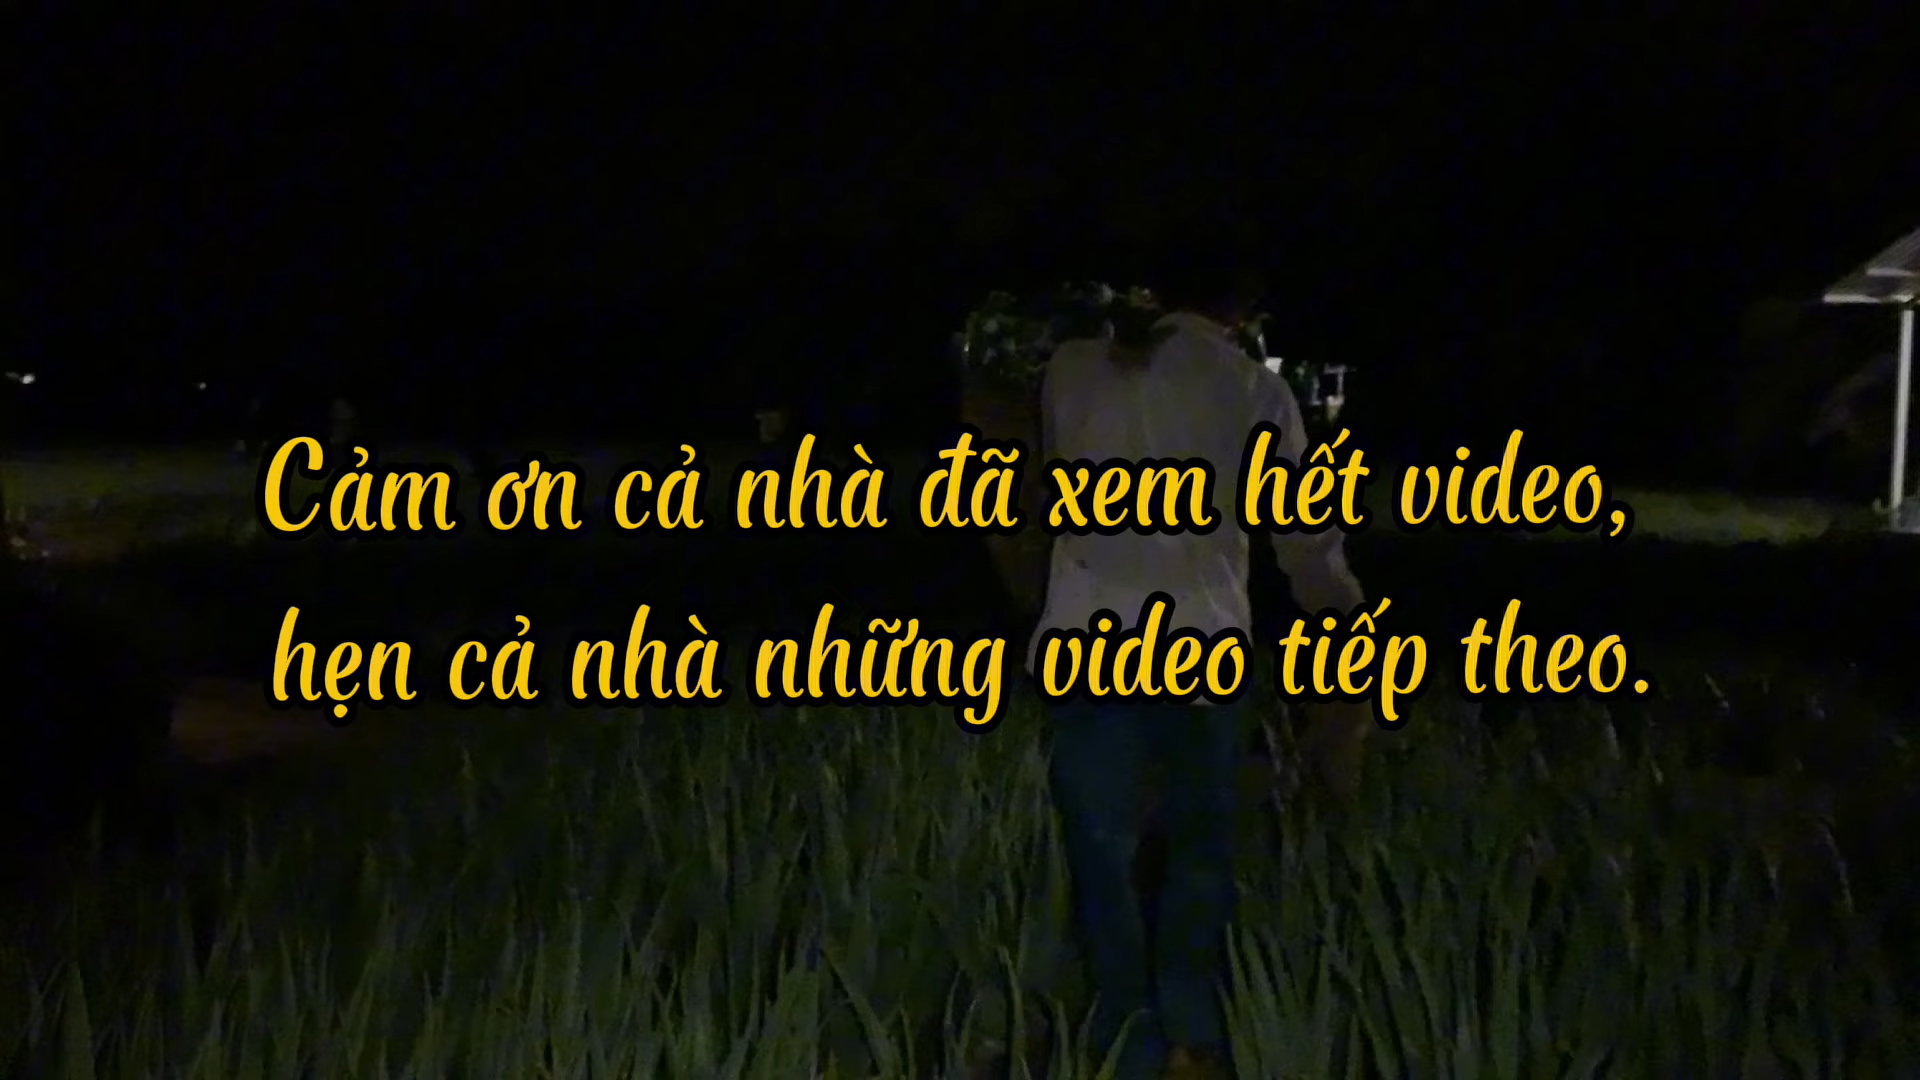 Cảm ơn cả nhà đã xem hết video,
hẹn cả nhà những video tiếp theo.